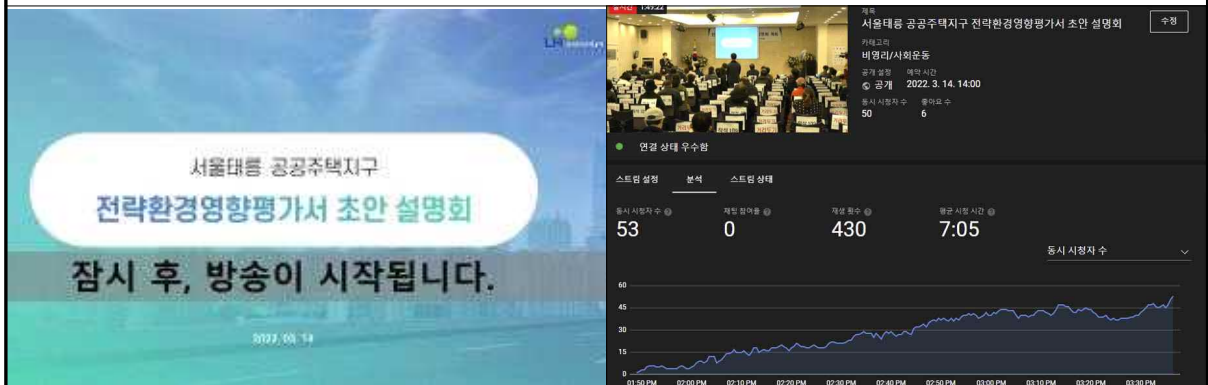 LH
서울태릉 공공주택지구
전략환경영향평가서 초안 설명회
잠시 후, 방송이 시작됩니다.
2022. 03. 14
1:49:22
제목
서울태릉 공공주택지구 전략환경영향평가서 초안 설명회
수정
카테고리
비영리/사회운동
공개 설정 예약 시간
공개 2022. 3. 14. 14:00
동시 시청자 수 좋아요 수
50 6
연결 상태 우수함
스트림 설정 분석 스트림 상태
동시 시청자 수 채팅 참여율 재생 횟수 평균 시청 시간
53 0 430 7:05
동시 시청자 수
60
45
30
15
0
01:50 PM 02:00 PM 02:10 PM 02:20 PM 02:30 PM 02:40 PM 02:50 PM 03:00 PM 03:10 PM 03:20 PM 03:30 PM